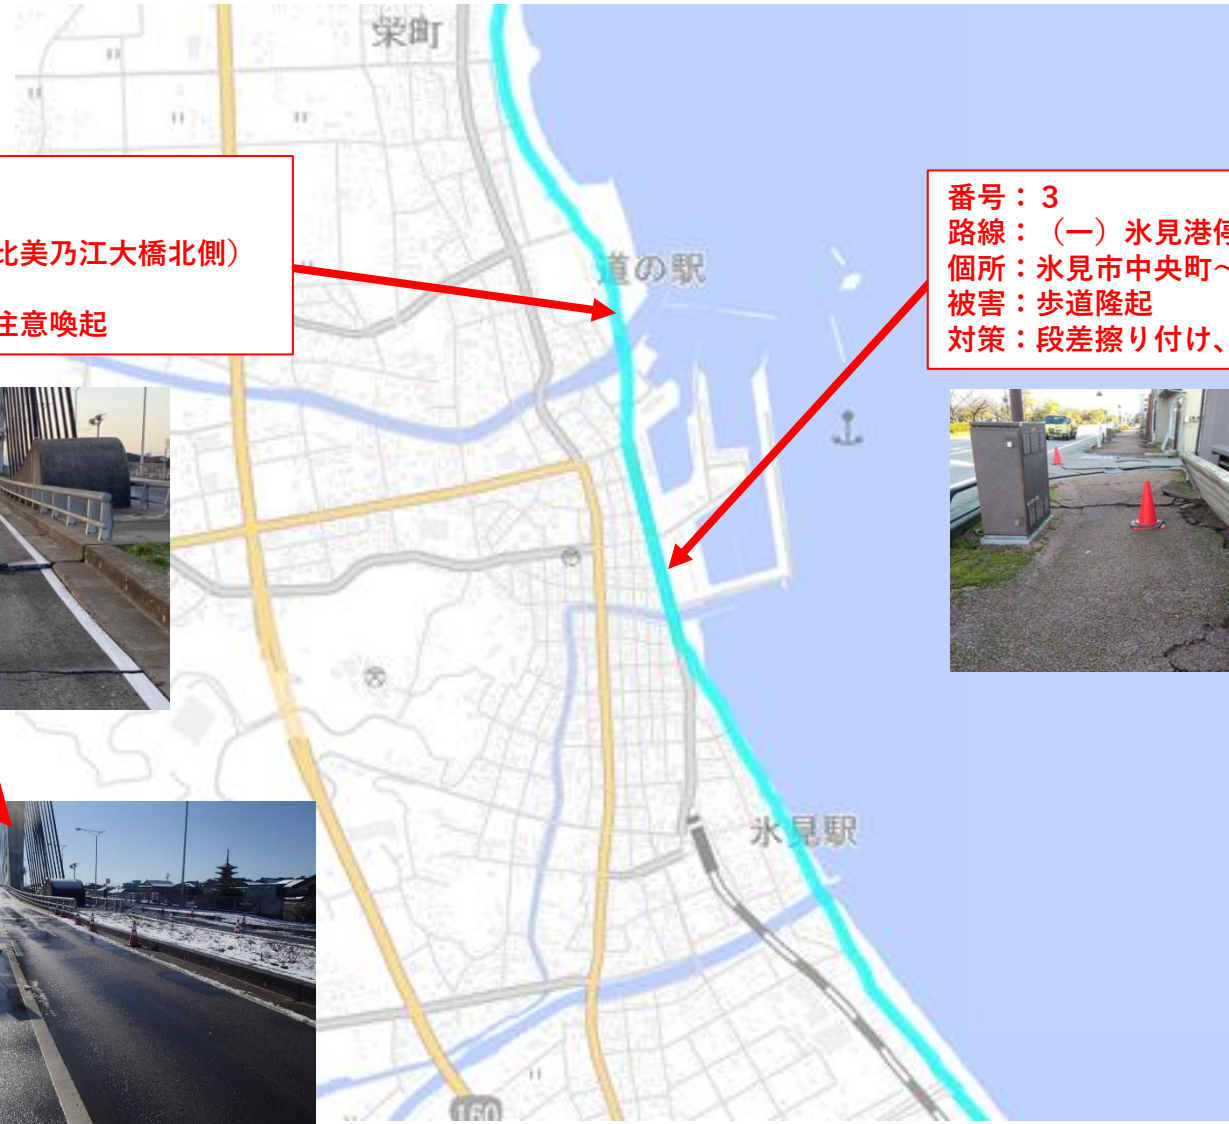 栄町
比美乃江大橋北側）
注意喚起
道の駅
番号：３
路線：（一）氷見港停
個所：氷見市中央町～
被害：歩道隆起
対策：段差擦り付け、
氷見駅
160